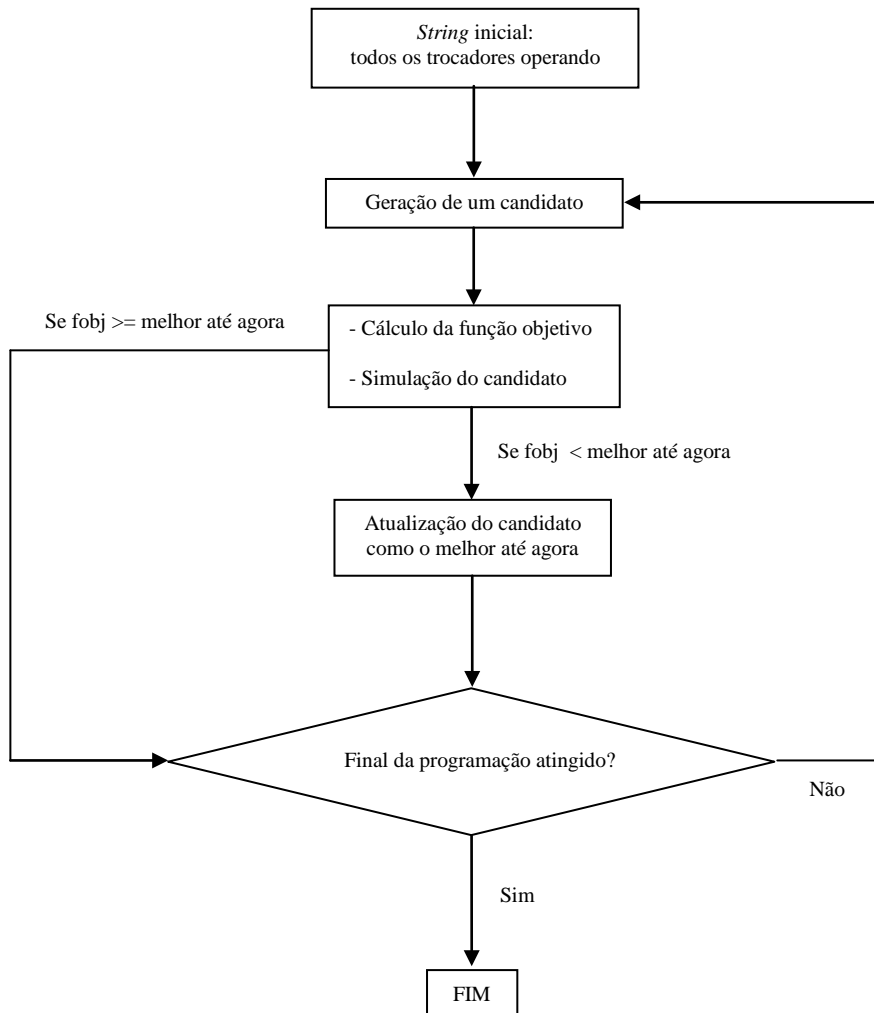 String inicial:
todos os trocadores operando
Geração de um candidato
Se fobj >= melhor até agora
- Cálculo da função objetivo
- Simulação do candidato
Se fobj < melhor até agora
Atualização do candidato
como o melhor até agora
Final da programação atingido?
Não
Sim
FIM